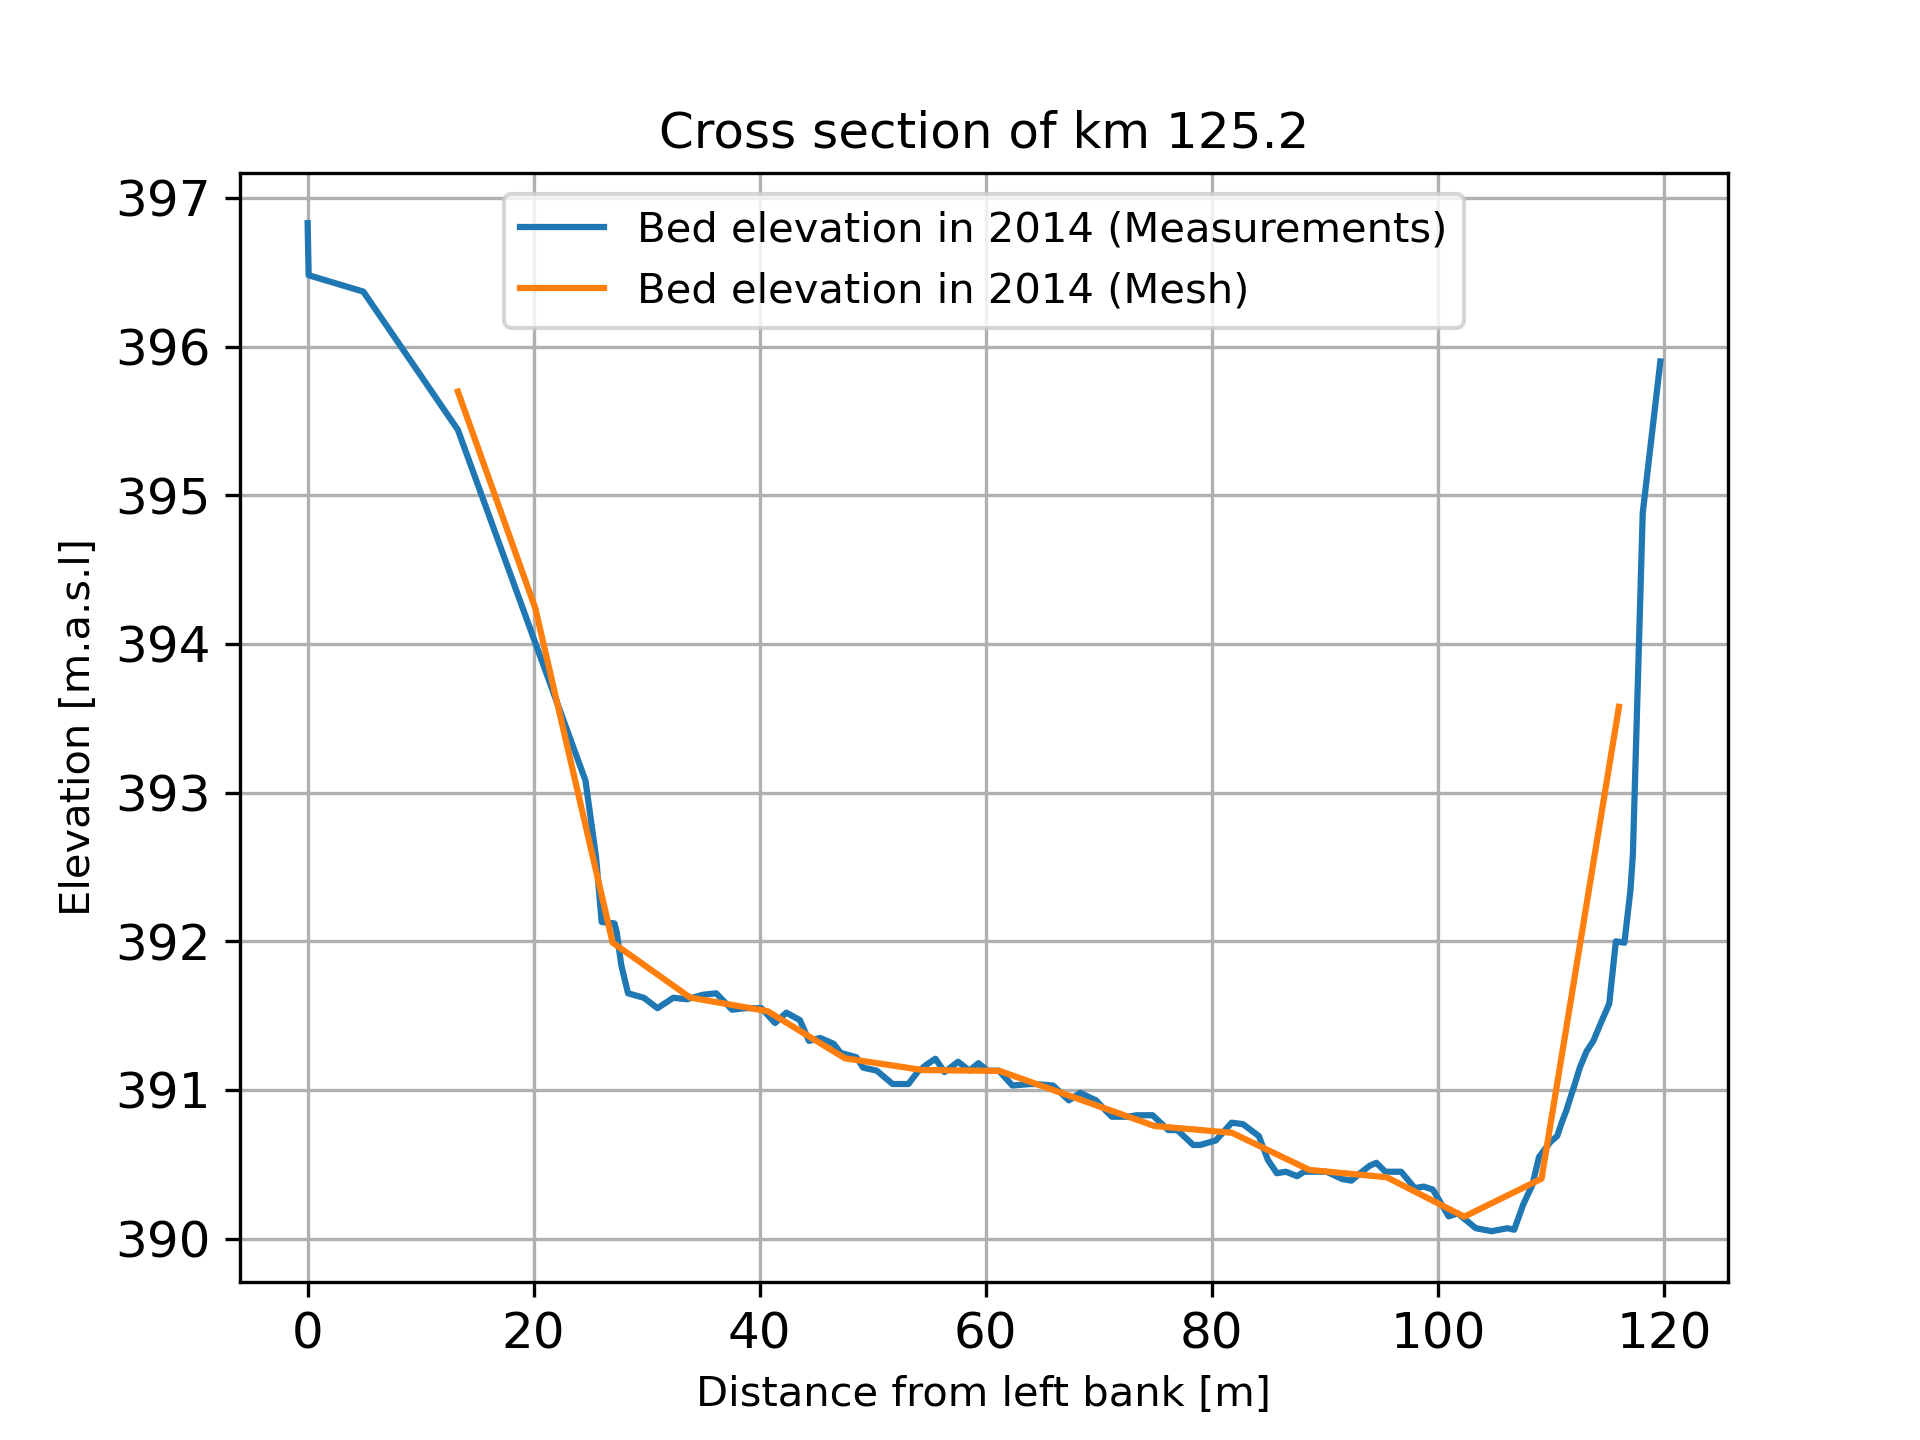 Cross section of km 125.2
Bed elevation in 2014 (Measurements)
Bed elevation in 2014 (Mesh)
397
396
395
394
393
392
391
390
Elevation [m.a.s.l]
0 20 40 60 80 100 120
Distance from left bank [m]